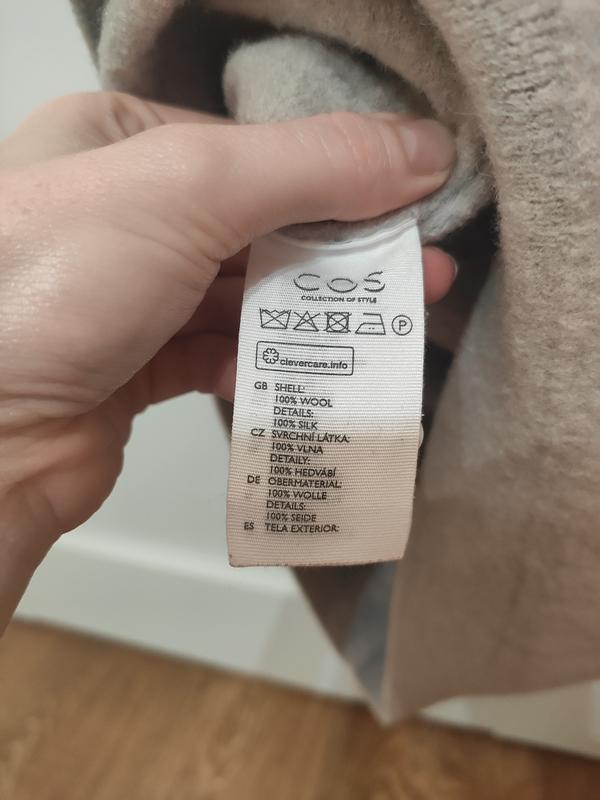 COS
COLLECTION OF STYLE
P
clevercare.info
GB SHELL:
100% WOOL
DETAILS:
100% SILK
CZ SVRCHNÍ LÁTKA:
100% VLNA
DETAILY:
100% HEDVÁBÍ
DE OBERMATERIAL:
100% WOLLE
DETAILS:
100% SEIDE
ES TELA EXTERIOR: